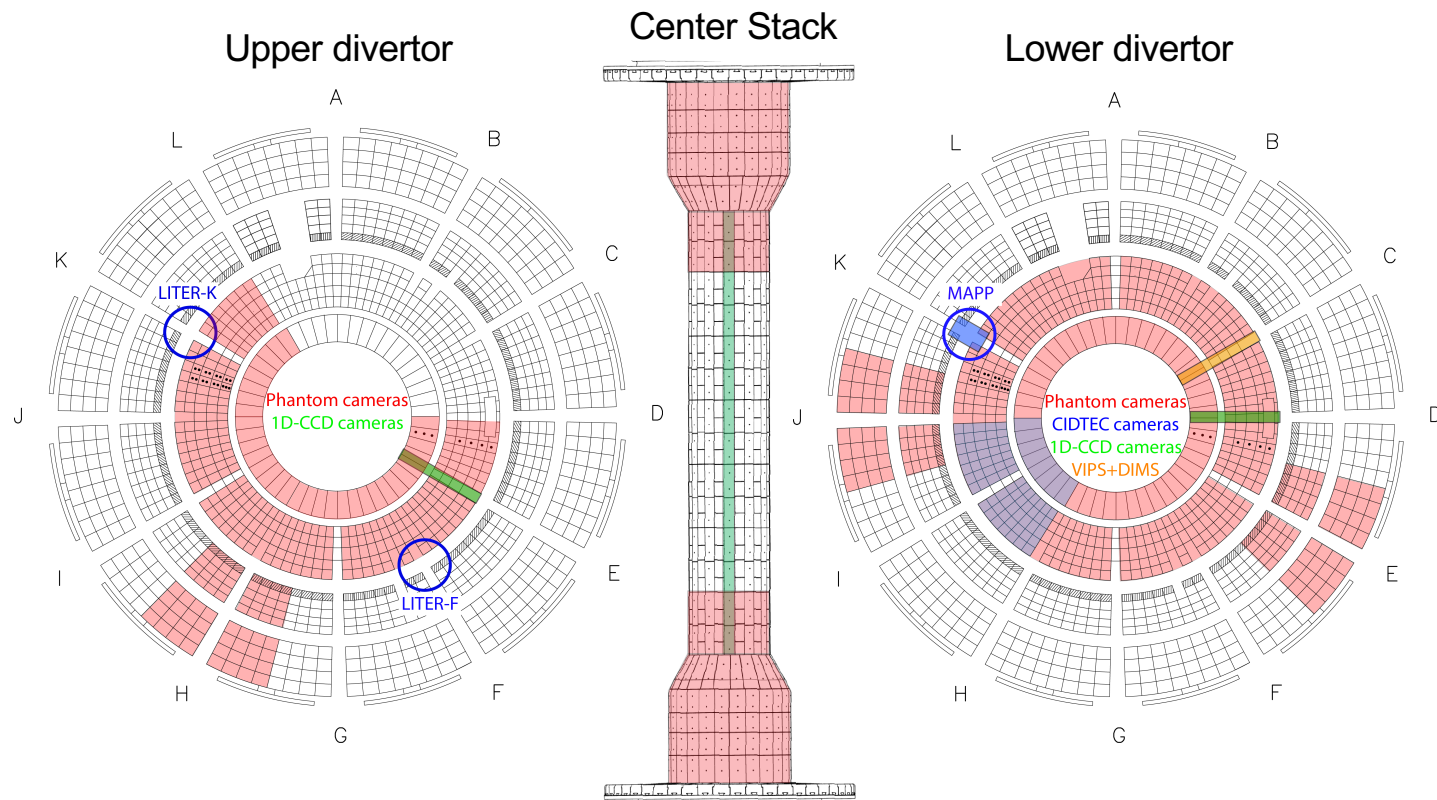 Upper divertor
Center Stack
Lower divertor
A
B
C
D
E
F
G
H
I
J
K
L
LITER-K
Phantom cameras
1D-CCD cameras
LITER-F
A
B
C
D
E
F
G
H
I
J
K
L
MAPP
Phantom cameras
CIDTEC cameras
1D-CCD cameras
VIPS+DIMS